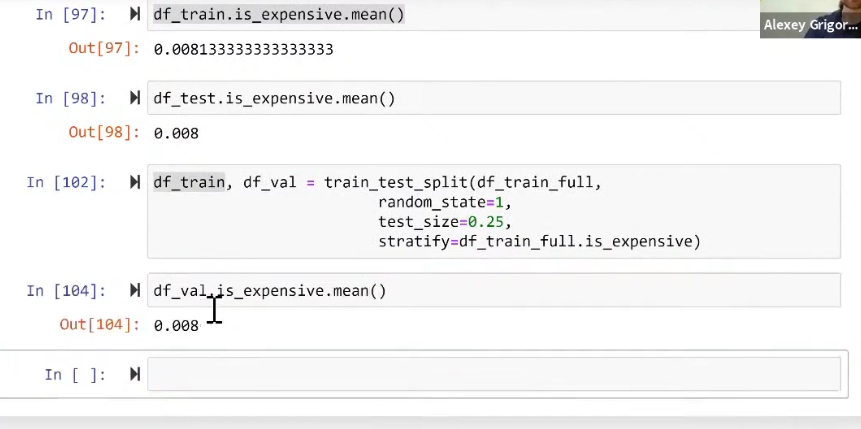 Alexey Grigor...
In [97]: df_train.is_expensive.mean()
Out[97]: 0.008133333333333333
In [98]: df_test.is_expensive.mean()
Out[98]: 0.008
In [102]: df_train, df_val = train_test_split(df_train_full,
random_state=1,
test_size=0.25,
stratify=df_train_full.is_expensive)
In [104]: df_val.is_expensive.mean()
Out[104]: 0.008
In [ ]: